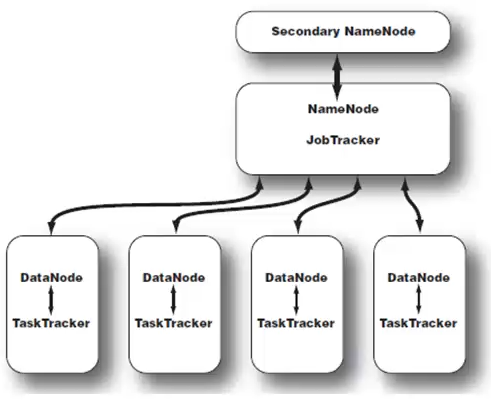 Secondary NameNode
NameNode
JobTracker
DataNode
TaskTracker
DataNode
TaskTracker
DataNode
TaskTracker
DataNode
TaskTracker